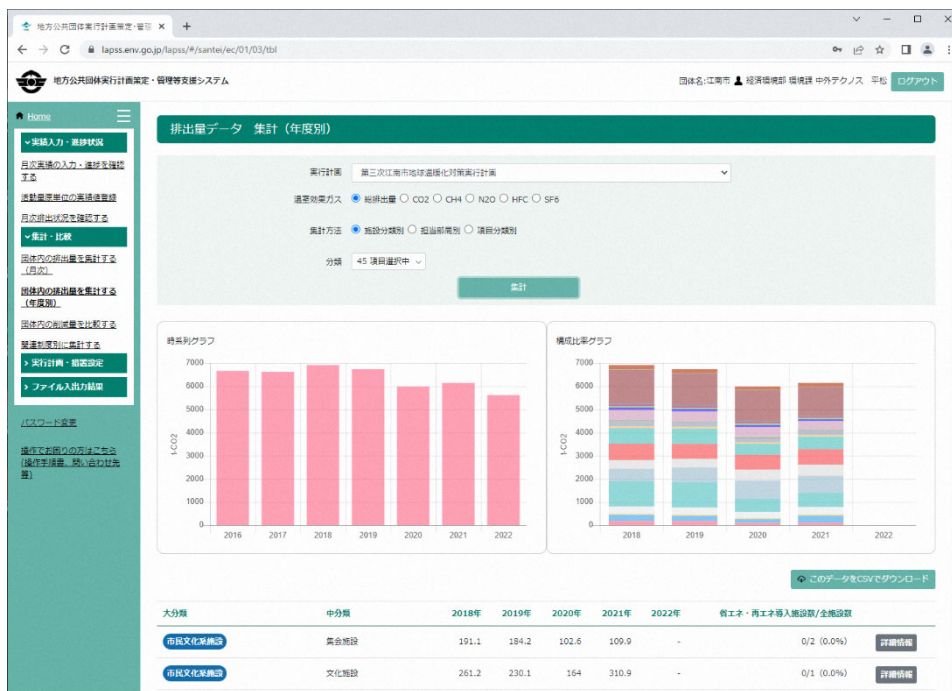 地方公共団体実行計画策定・管理
lapss.env.go.jp/lapss/#/santei/ec/01/03/tbl
地方公共団体実行計画策定・管理等支援システム
団体名:江南市 経済環境部 環境課 中外テクノス 平松 ログアウト
Home
実績入力・進捗状況
月次実績の入力・進捗を確認
する
活動量原単位の実績値登録
月次排出状況を確認する
集計・比較
団体内の排出量を集計する
(月次)
団体内の排出量を集計する
(年度別)
団体内の削減量を比較する
関連制度別に集計する
実行計画・措置設定
ファイル入出力結果
パスワード変更
操作でお困りの方はこちら
(操作手順書、問い合わせ先
等)
排出量データ 集計(年度別)
実行計画 第三次江南市地球温暖化対策実行計画
温室効果ガス 総排出量 CO2 CH4 N2O HFC SF6
集計方法 施設分類別 担当部局別 項目分類別
分類 45 項目選択中
集計
時系列グラフ
7000
6000
5000
4000
3000
2000
1000
0
t-CO2
2016 2017 2018 2019 2020 2021 2022
構成比率グラフ
7000
6000
5000
4000
3000
2000
1000
0
t-CO2
2018 2019 2020 2021 2022
このデータをCSVでダウンロード
大分類 中分類 2018年 2019年 2020年 2021年 2022年 省エネ・再エネ導入施設数/全施設数
市民文化系施設 集会施設 191.1 184.2 102.6 109.9 - 0/2 (0.0%) 詳細情報
市民文化系施設 文化施設 261.2 230.1 164 310.9 - 0/1 (0.0%) 詳細情報